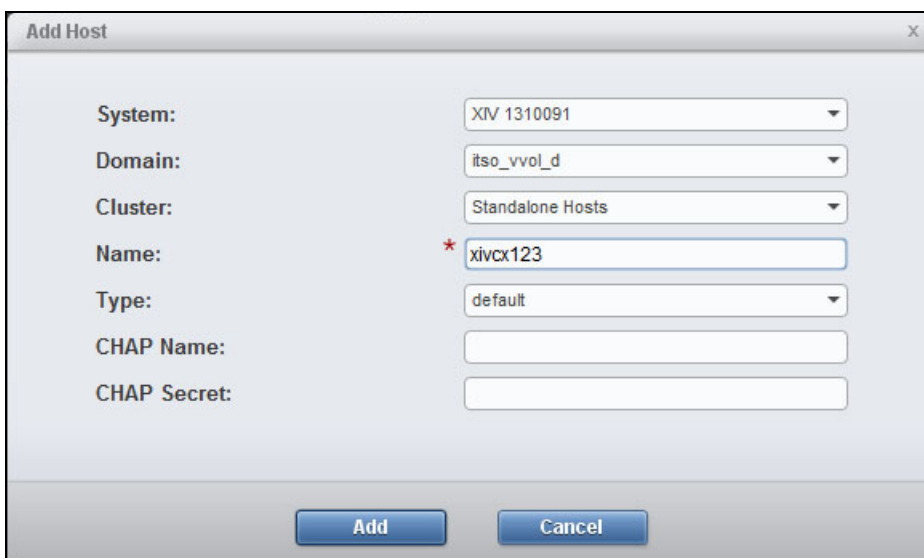 Add Host x
System: XIV 1310091
Domain: itso_vvol_d
Cluster: Standalone Hosts
Name: * xivcx123
Type: default
CHAP Name:
CHAP Secret:
Add Cancel